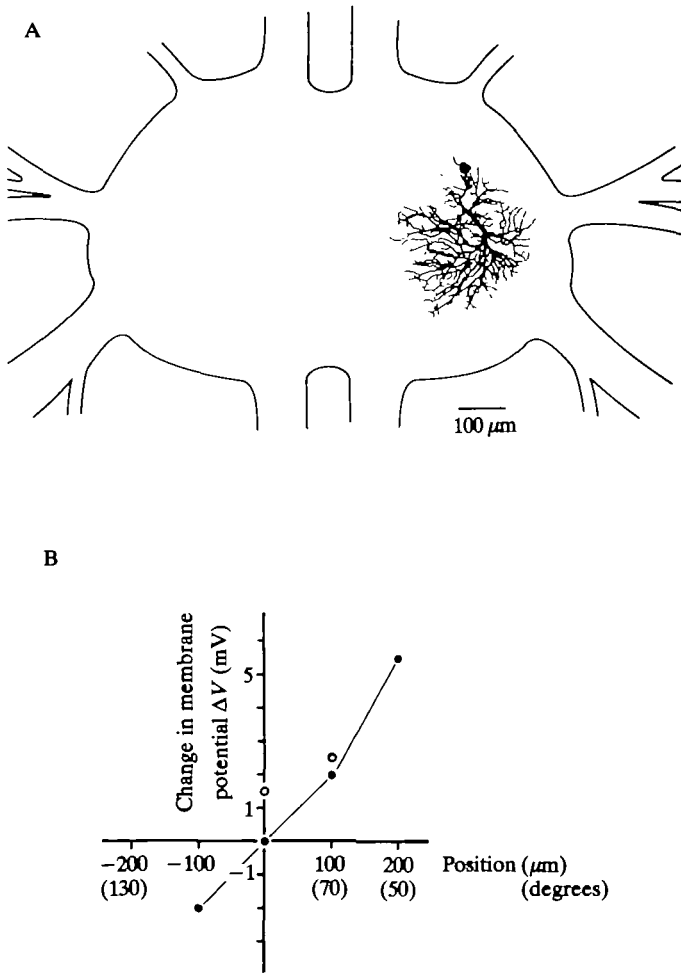 A
100 μm
B
Change in membrane
potential ΔV (mV)
5
1
−1
−200 −100 100 200 Position (μm)
(130) (70) (50) (degrees)